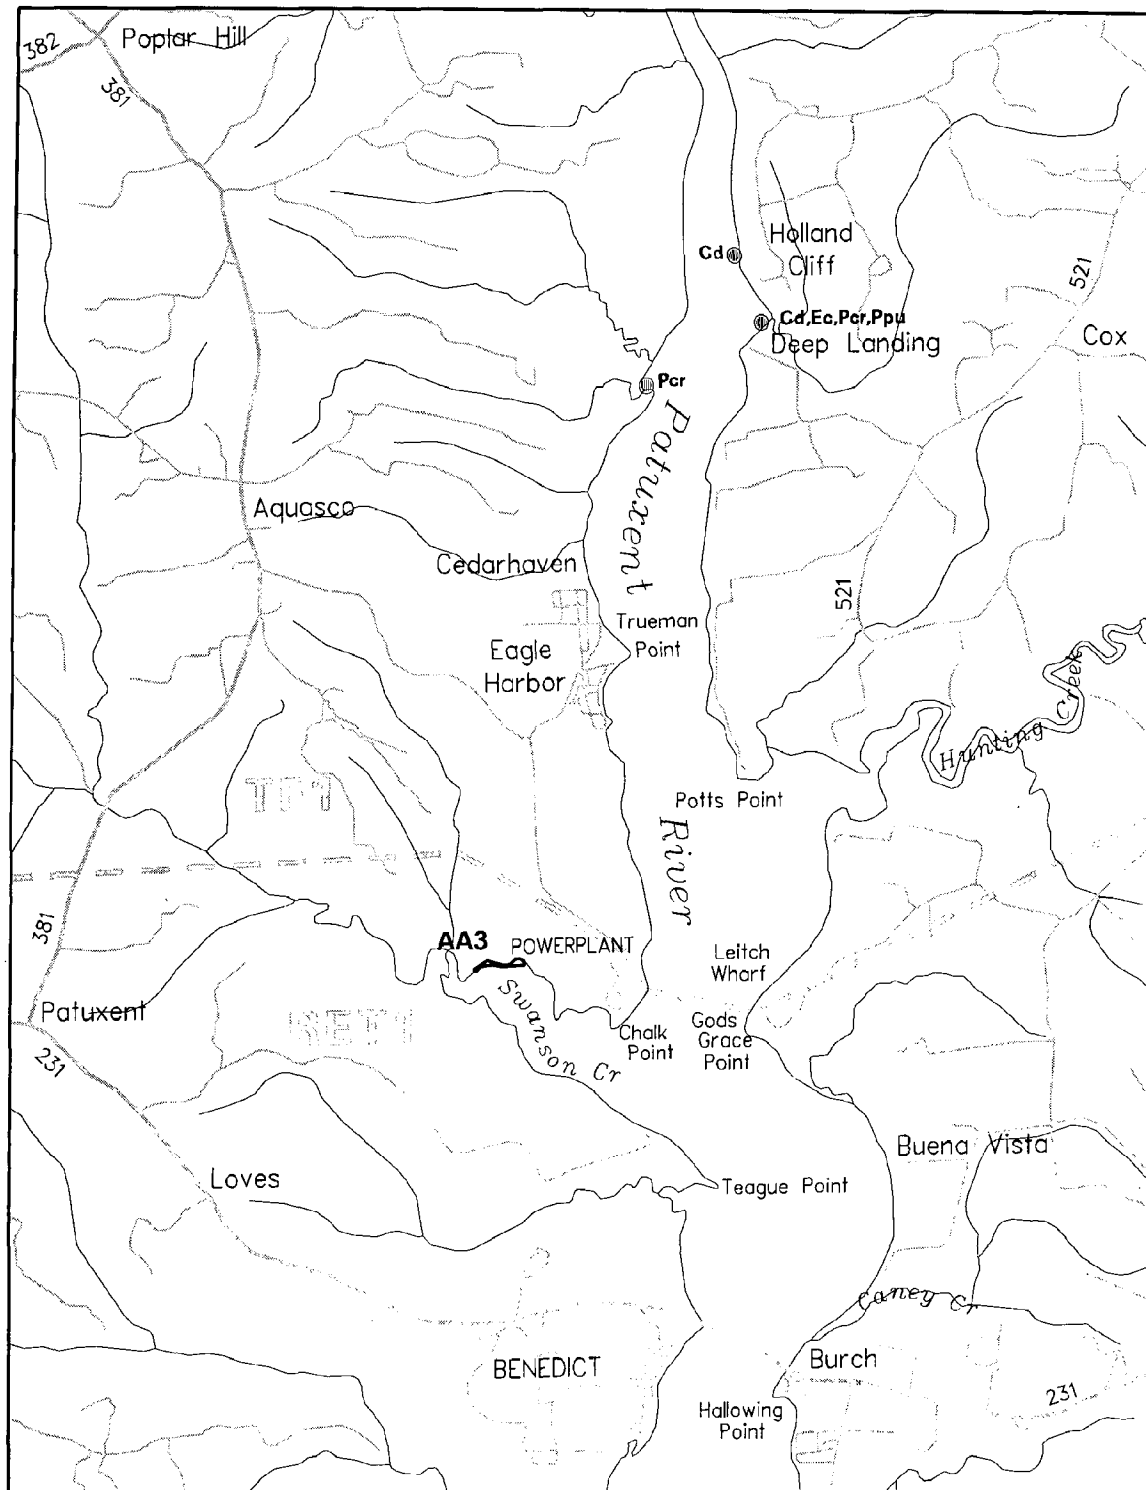 382
Poplar Hill
381
Holland
Cliff
Cd
521
Cd,Ec,Pcr,Ppu
Deep Landing
Cox
Pcr
Patuxent
Aquasco
Cedarhaven
521
Trueman
Point
Eagle
Harbor
Hunting Creek
TP1
Potts Point
River
381
AA3
POWERPLANT
Leitch
Wharf
Patuxent
Swanson Cr
Chalk
Point
Gods
Grace
Point
231
Buena Vista
Loves
Teague Point
Caney Cr
BENEDICT
Burch
231
Hallowing
Point